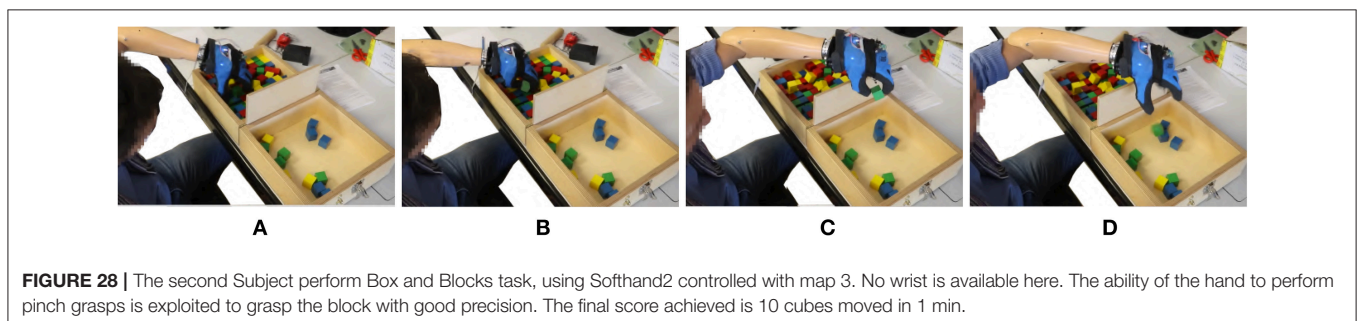 A B C D
FIGURE 28 | The second Subject perform Box and Blocks task, using Softhand2 controlled with map 3. No wrist is available here. The ability of the hand to perform
pinch grasps is exploited to grasp the block with good precision. The final score achieved is 10 cubes moved in 1 min.